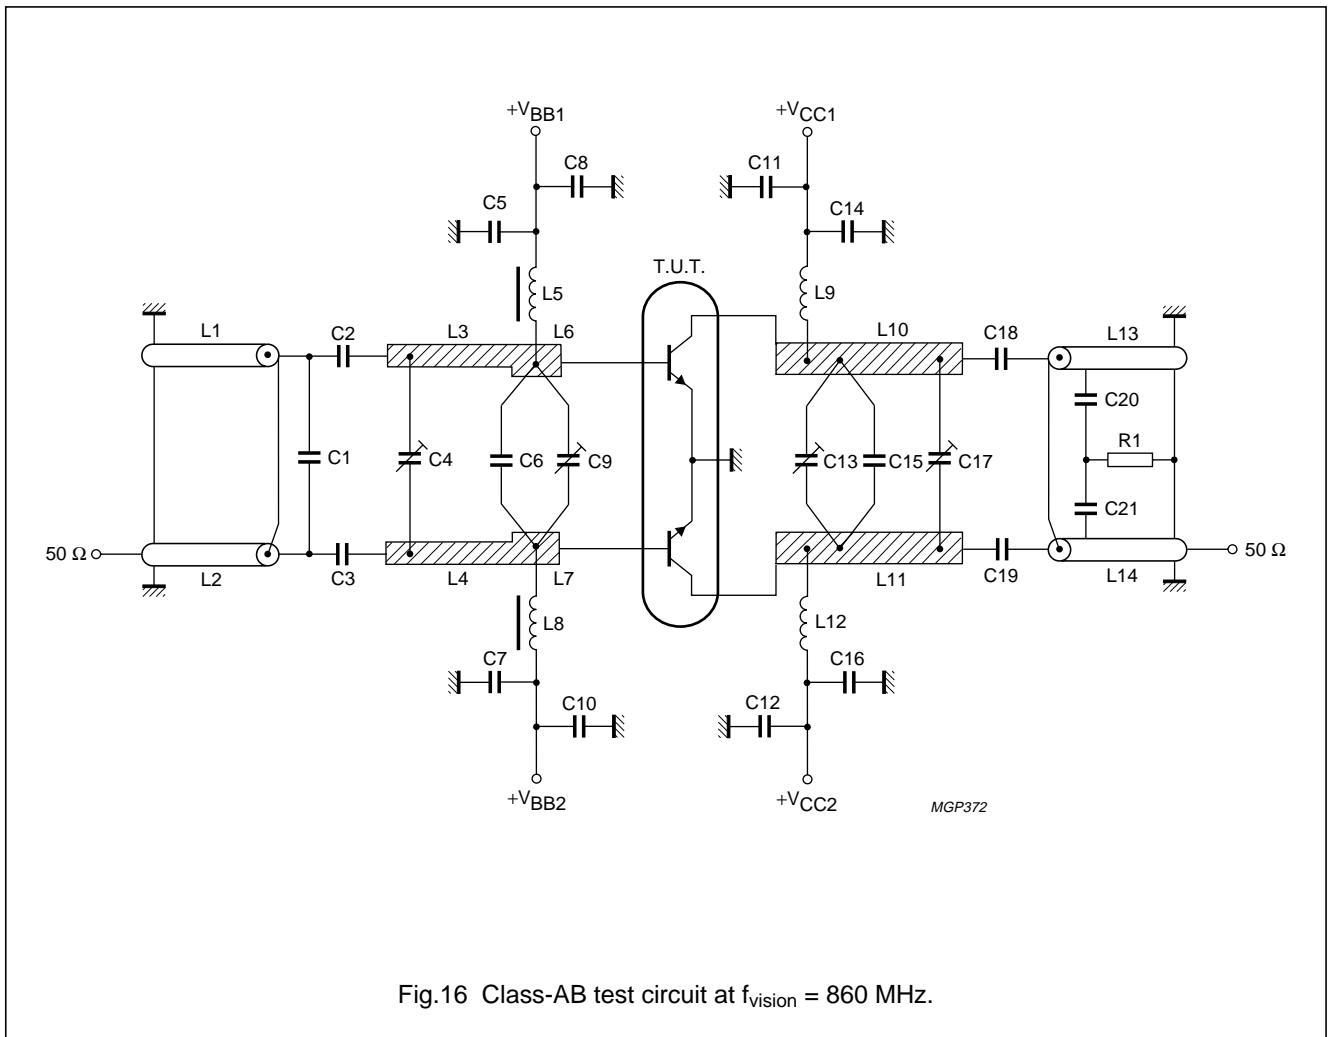 +VBB1
+VCC1
C8
C11
C5
C14
T.U.T.
L5
L9
L1
C2
L3
L6
L10
C18
L13
C20
R1
C1
C4
C6
C9
C13
C15
C17
C21
50 Ω
50 Ω
L2
C3
L4
L7
L11
C19
L14
L8
L12
C7
C16
C10
C12
+VBB2
+VCC2
MGP372
Fig.16 Class-AB test circuit at fvision = 860 MHz.